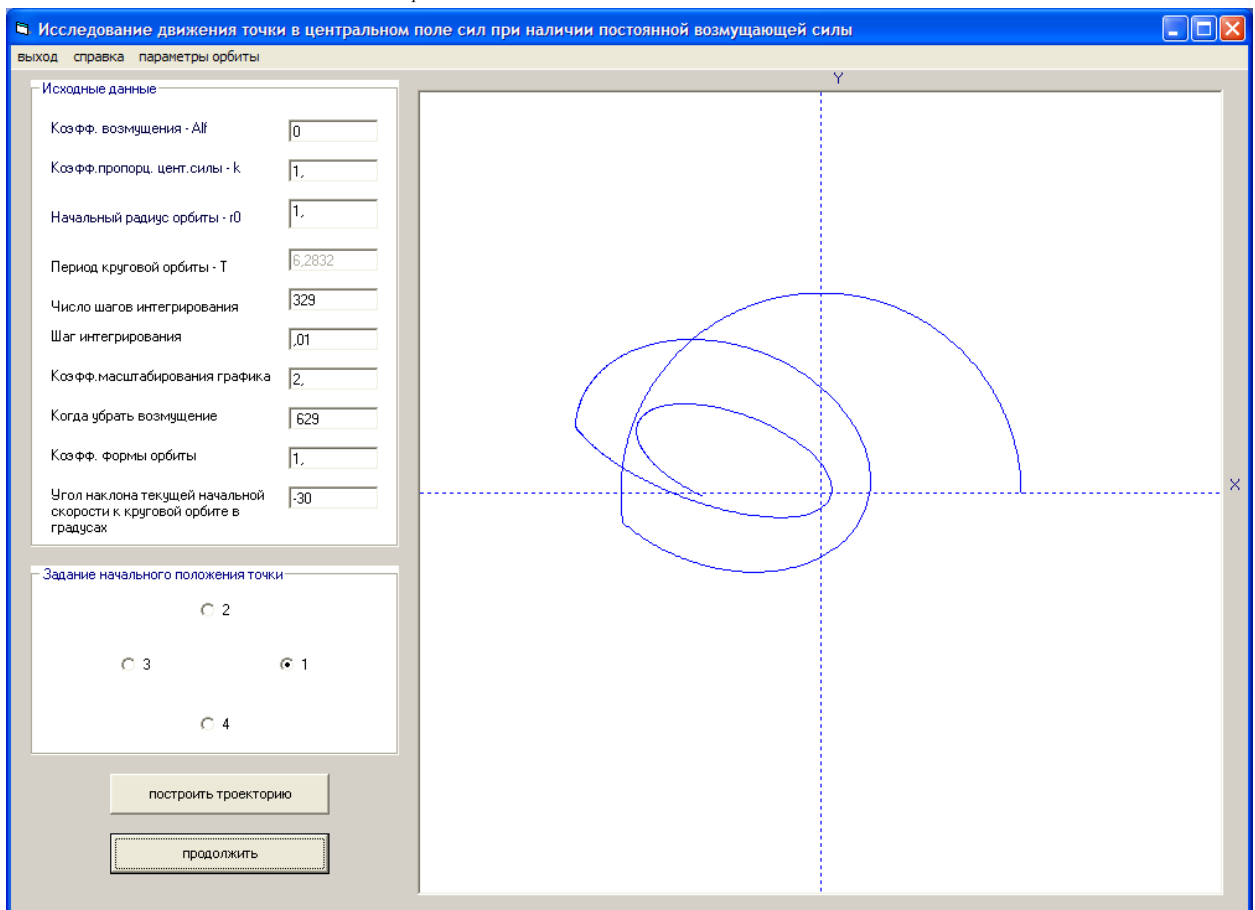 Исследование движения точки в центральном поле сил при наличии постоянной возмущающей силы
выход справка параметры орбиты
Исходные данные
Коэфф. возмущения - Alf
0
Коэфф.пропорц. цент.силы - k
1,
Начальный радиус орбиты - r0
1,
Период круговой орбиты - T
6,2832
Число шагов интегрирования
329
Шаг интегрирования
,01
Коэфф.масштабирования графика
2,
Когда убрать возмущение
629
Коэфф. формы орбиты
1,
Угол наклона текущей начальной
скорости к круговой орбите в
градусах
-30
Задание начального положения точки
2
3
1
4
построить троекторию
продолжить
Y
X